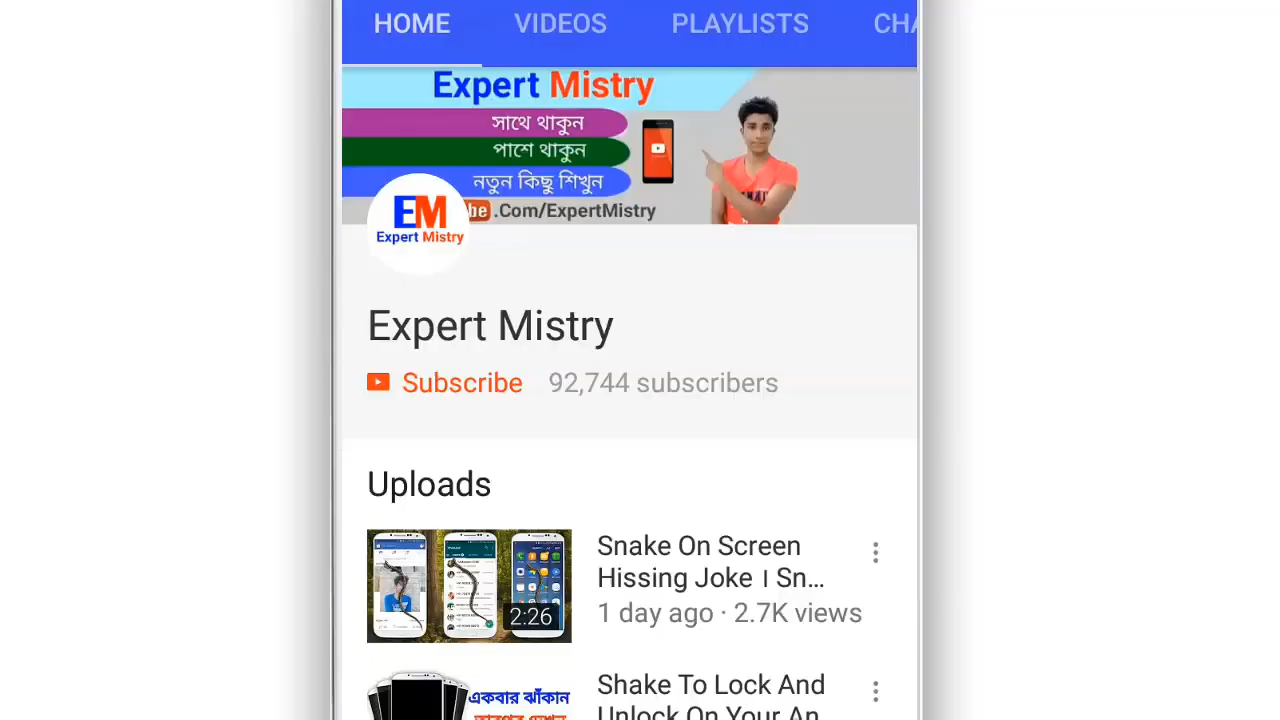 HOME VIDEOS PLAYLISTS CHA
Expert Mistry
সাথে থাকুন
পাশে থাকুন
নতুন কিছু শিখুন
be .Com/ExpertMistry
EM
Expert Mistry
Expert Mistry
Subscribe 92,744 subscribers
Uploads
Snake On Screen
Hissing Joke । Sn...
1 day ago · 2.7K views
2:26
একবার ঝাঁকান
তারপর দেখুন
Shake To Lock And
Unlock On Your An